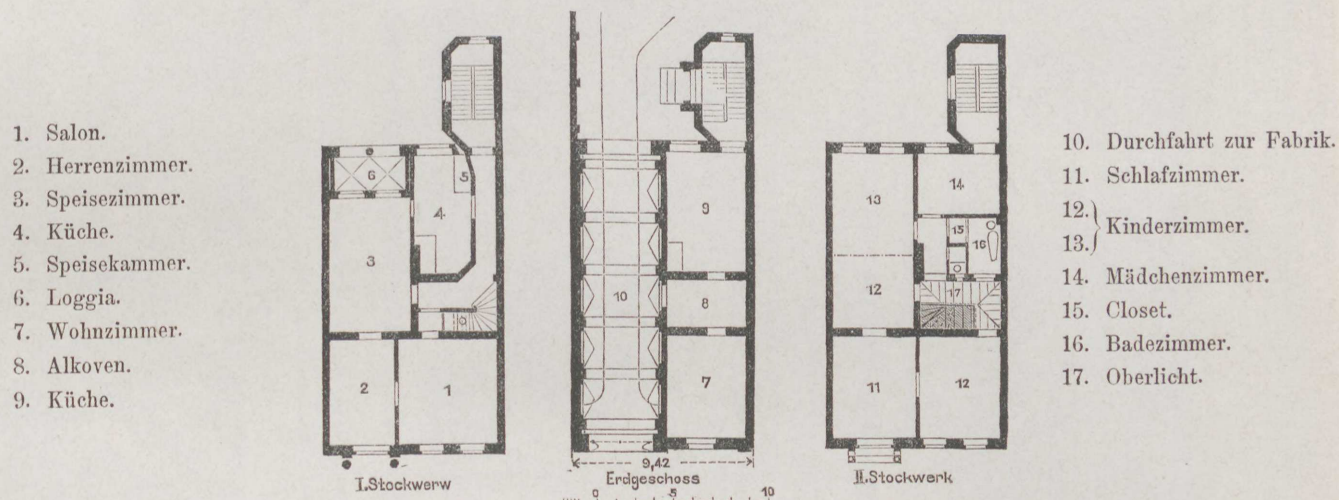 1. Salon.
2. Herrenzimmer.
3. Speisezimmer.
4. Küche.
5. Speisekammer.
6. Loggia.
7. Wohnzimmer.
8. Alkoven.
9. Küche.
6
5
4
3
2
1
I.Stockwerw
9
10
8
7
9,42
Erdgeschoss
0 5 10
13
14
15
16
12
17
11
12
II.Stockwerk
10. Durchfahrt zur Fabrik.
11. Schlafzimmer.
12.
13.} Kinderzimmer.
14. Mädchenzimmer.
15. Closet.
16. Badezimmer.
17. Oberlicht.